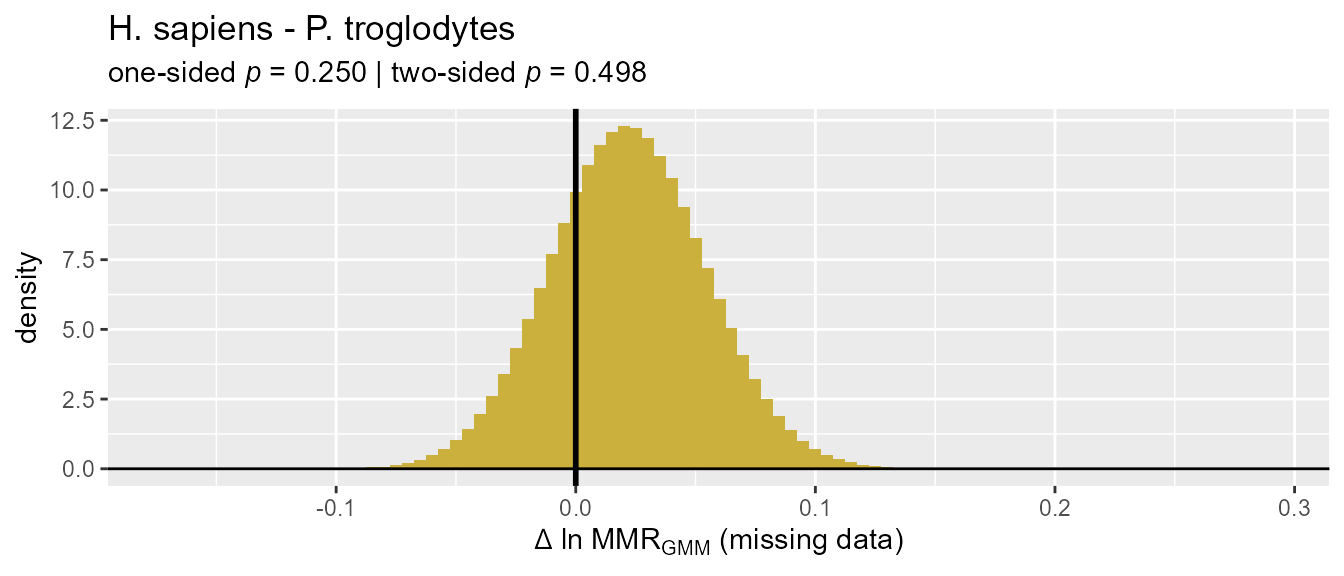 H. sapiens - P. troglodytes
one-sided p = 0.250 | two-sided p = 0.498
12.5
10.0
7.5
5.0
2.5
0.0
density
-0.1 0.0 0.1 0.2 0.3
Δ ln MMR_GMM (missing data)